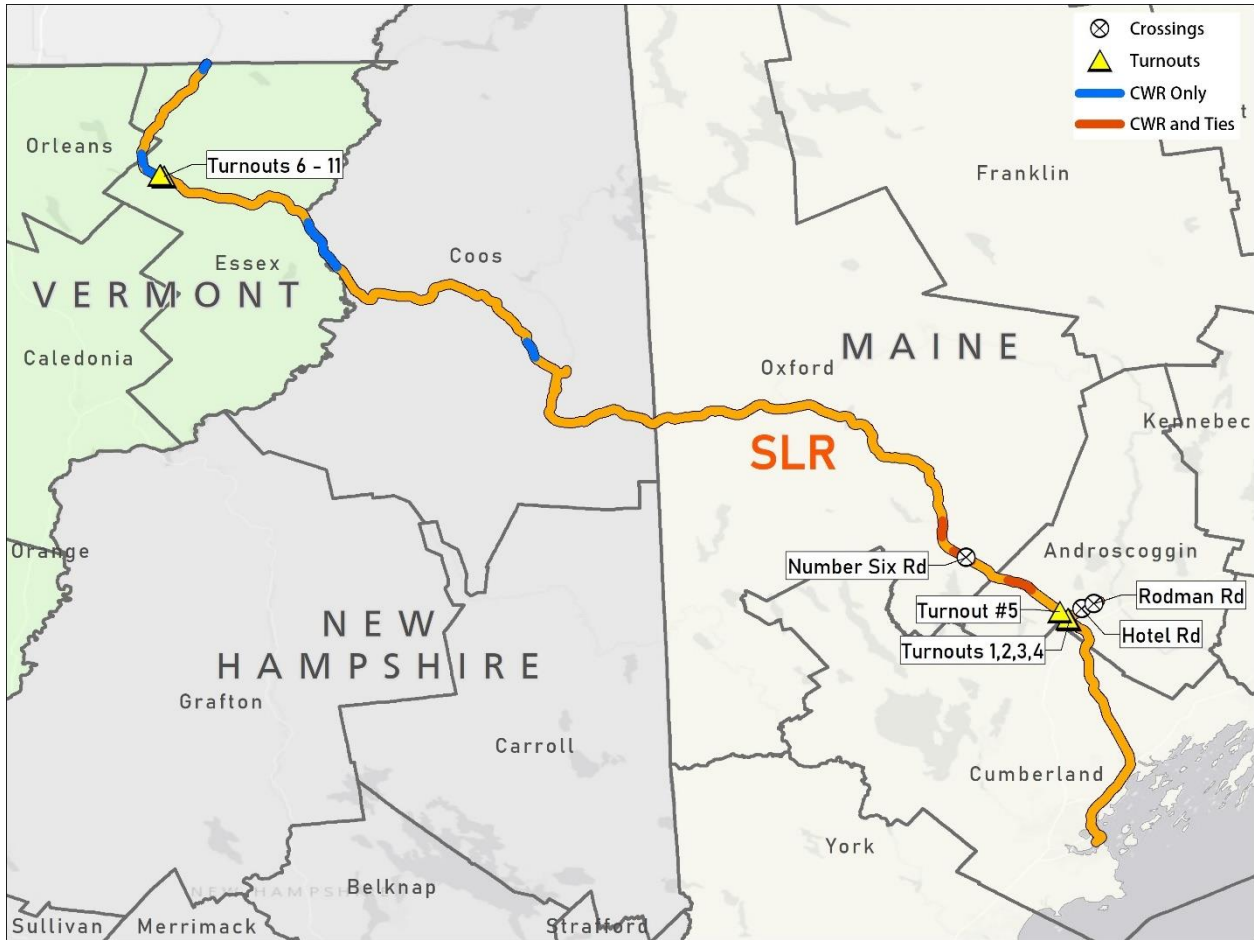 Crossings
Turnouts
CWR Only
CWR and Ties
Orleans
Turnouts 6 - 11
Franklin
Essex
Coos
VERMONT
Caledonia
MAINE
Oxford
Kennebec
SLR
Orange
Number Six Rd
Androscoggin
Rodman Rd
Turnout #5
Hotel Rd
Turnouts 1,2,3,4
NEW
HAMPSHIRE
Grafton
Carroll
Cumberland
York
Belknap
NEW HAMPSHIRE
Sullivan
Merrimack
Strafford